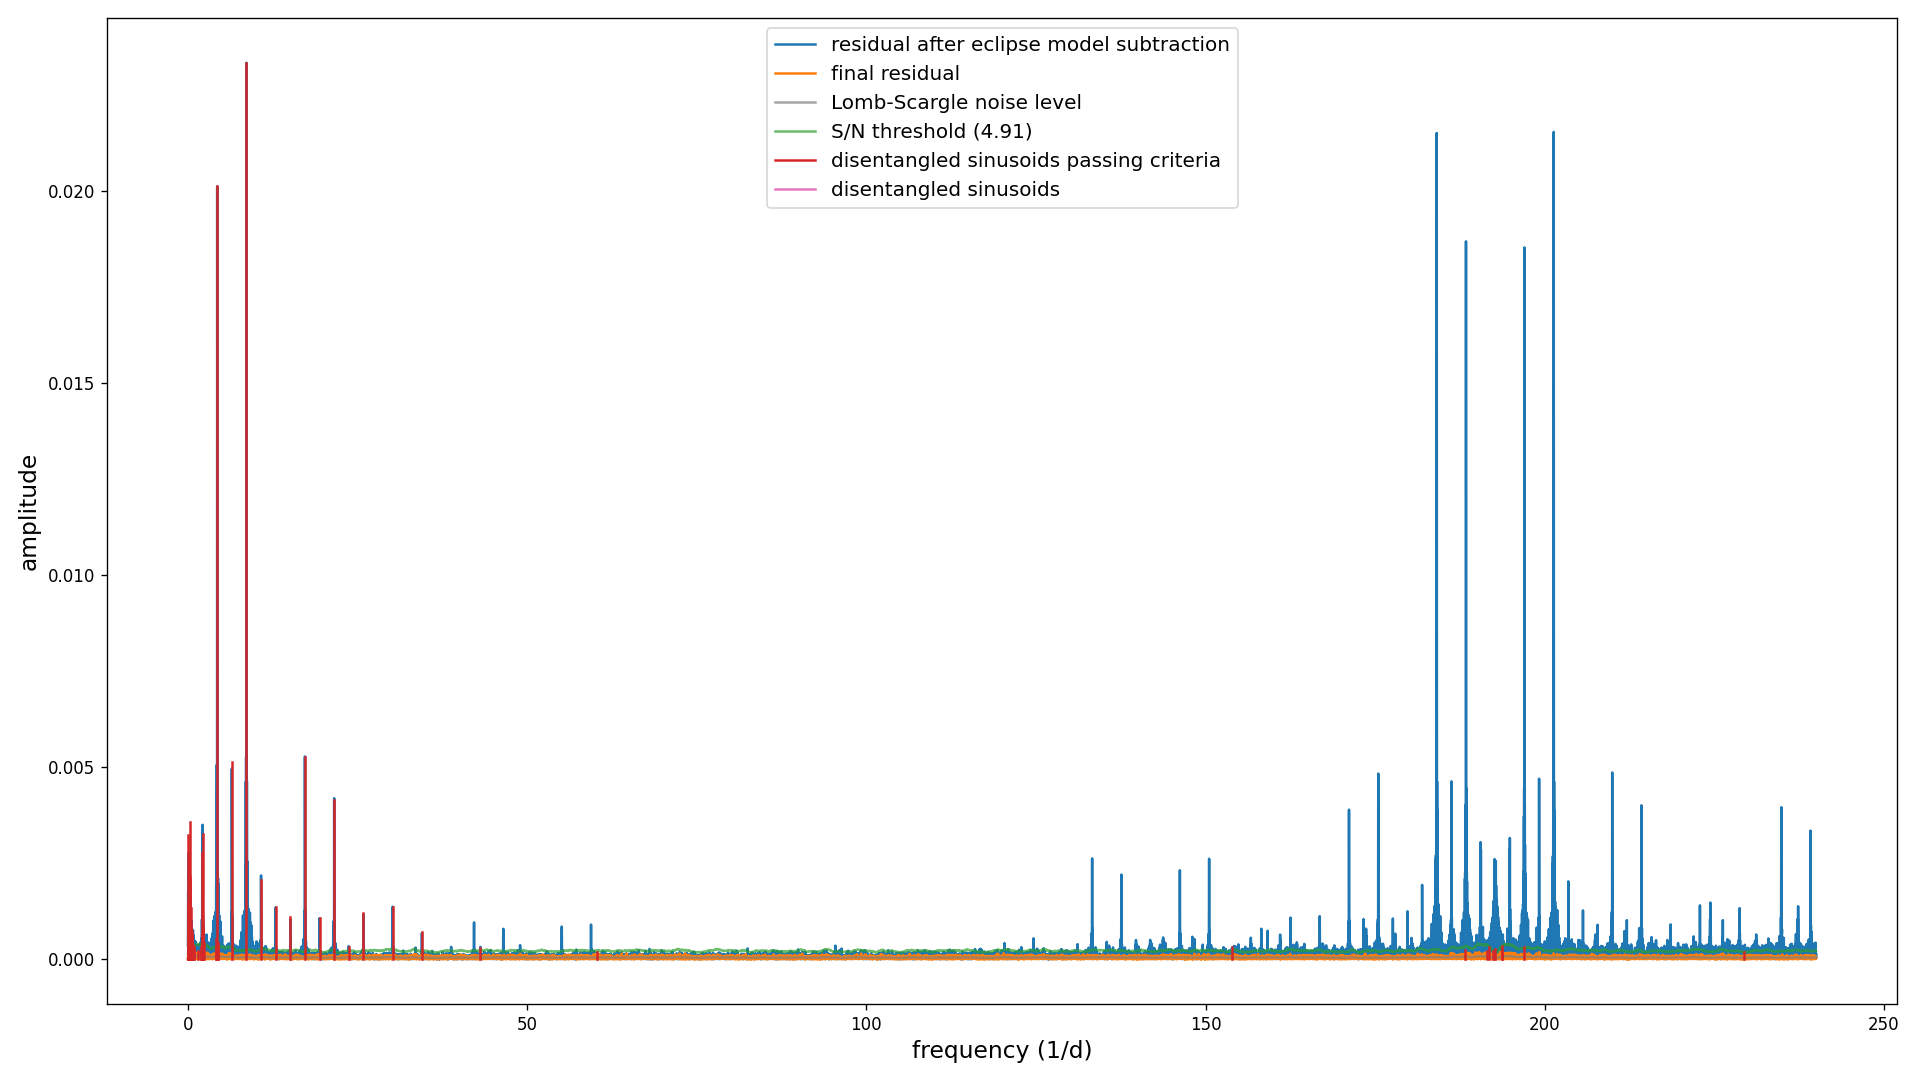 residual after eclipse model subtraction
final residual
Lomb-Scargle noise level
S/N threshold (4.91)
disentangled sinusoids passing criteria
disentangled sinusoids
0.020
0.015
0.010
0.005
0.000
amplitude
0 50 100 150 200 250
frequency (1/d)